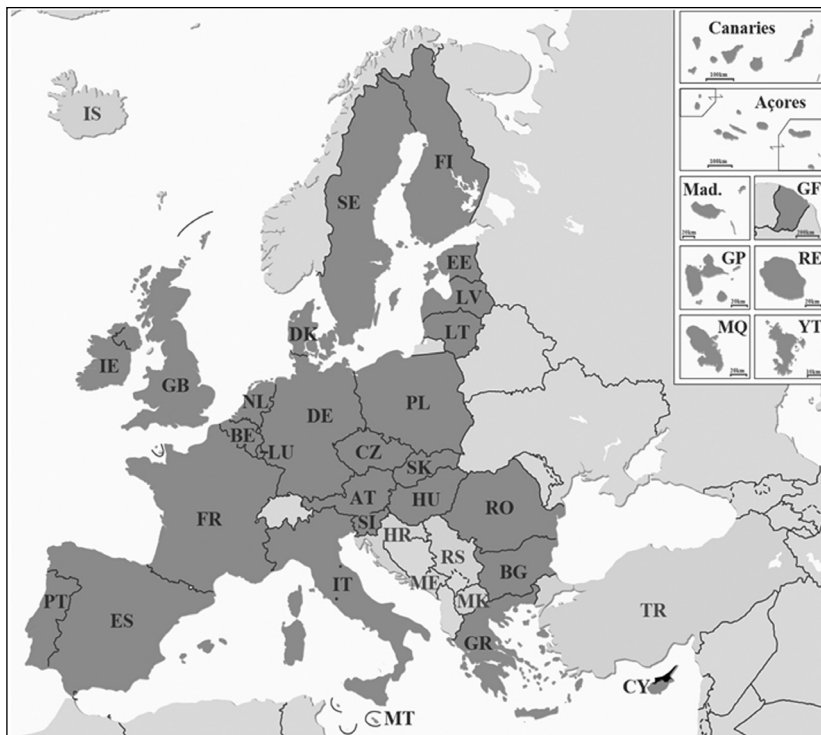 Canaries
100km
Açores
100km
IS
FI
SE
Mad.
20km
GF
100km
EE
GP
20km
RE
20km
LV
DK
LT
MQ
20km
YT
10km
IE
GB
NL
DE
PL
BE
LU
CZ
SK
AT
HU
FR
SI
RO
HR
RS
BG
IT
ME
MK
PT
ES
TR
GR
CY
MT